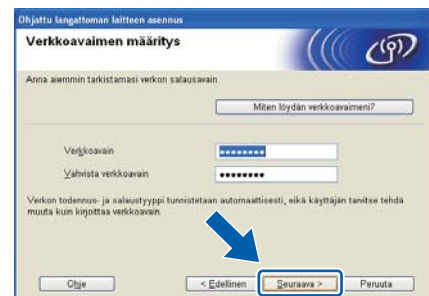 Ohjattu langattoman laitteen asennus
Verkkoavaimen määritys
Anna aiemmin tarkistamasi verkon salausavain.
Miten löydän verkkoavaimeni?
Verkkoavain
Vahvista verkkoavain
Verkon todennus- ja salaustyyppi tunnistetaan automaattisesti, eikä käyttäjän tarvitse tehdä
muuta kuin kirjoittaa verkkoavain.
Ohje
< Edellinen
Seuraava >
Peruuta